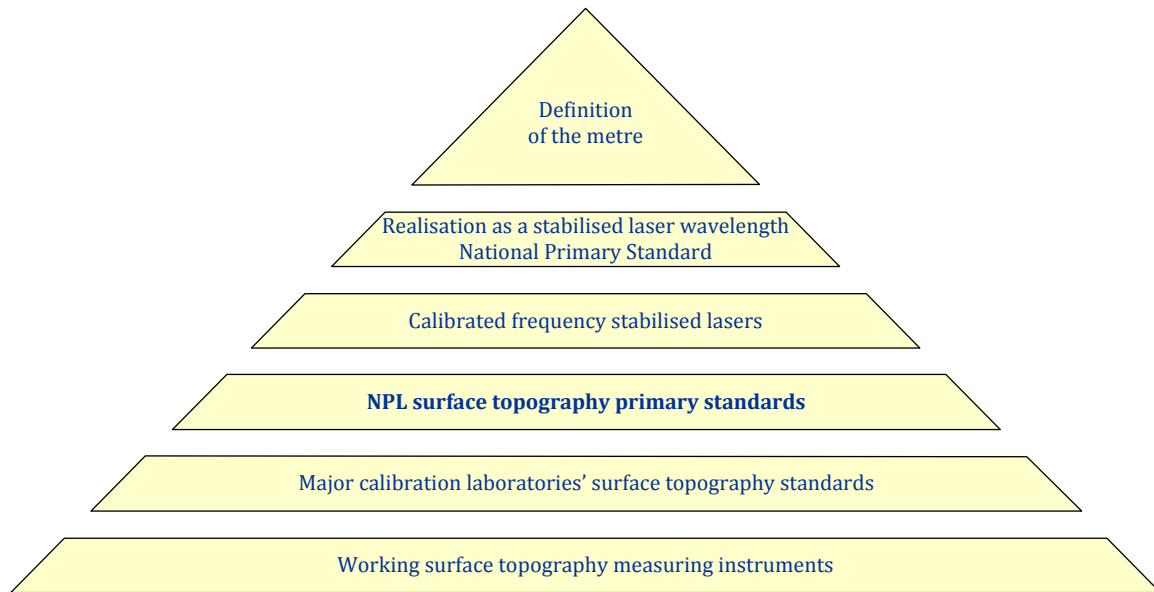 Definition
of the metre
Realisation as a stabilised laser wavelength
National Primary Standard
Calibrated frequency stabilised lasers
NPL surface topography primary standards
Major calibration laboratories’ surface topography standards
Working surface topography measuring instruments